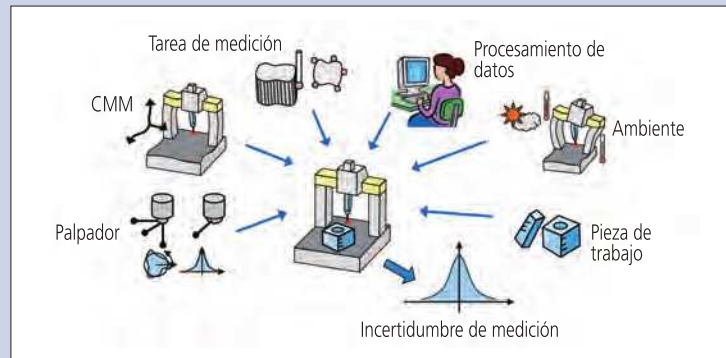 Tarea de medición
Procesamiento de
datos
CMM
Ambiente
Palpador
Pieza de
trabajo
Incertidumbre de medición